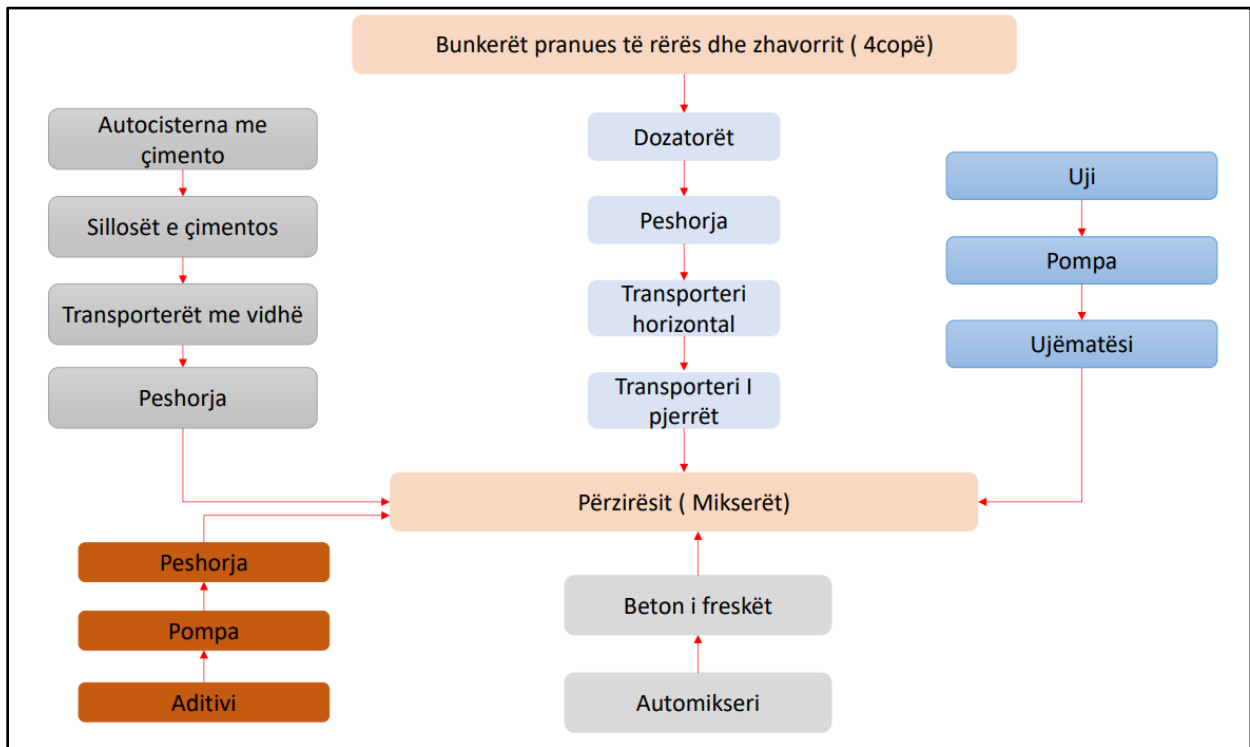 Bunkerët pranues të rërës dhe zhavorrit ( 4copë)
Autocisterna me
çimento
Sillosët e çimentos
Transporterët me vidhë
Peshorja
Dozatorët
Peshorja
Transporteri
horizontal
Transporteri I
pjerrët
Uji
Pompa
Ujëmatësi
Përzirësit ( Mikserët)
Peshorja
Pompa
Aditivi
Beton i freskët
Automikseri